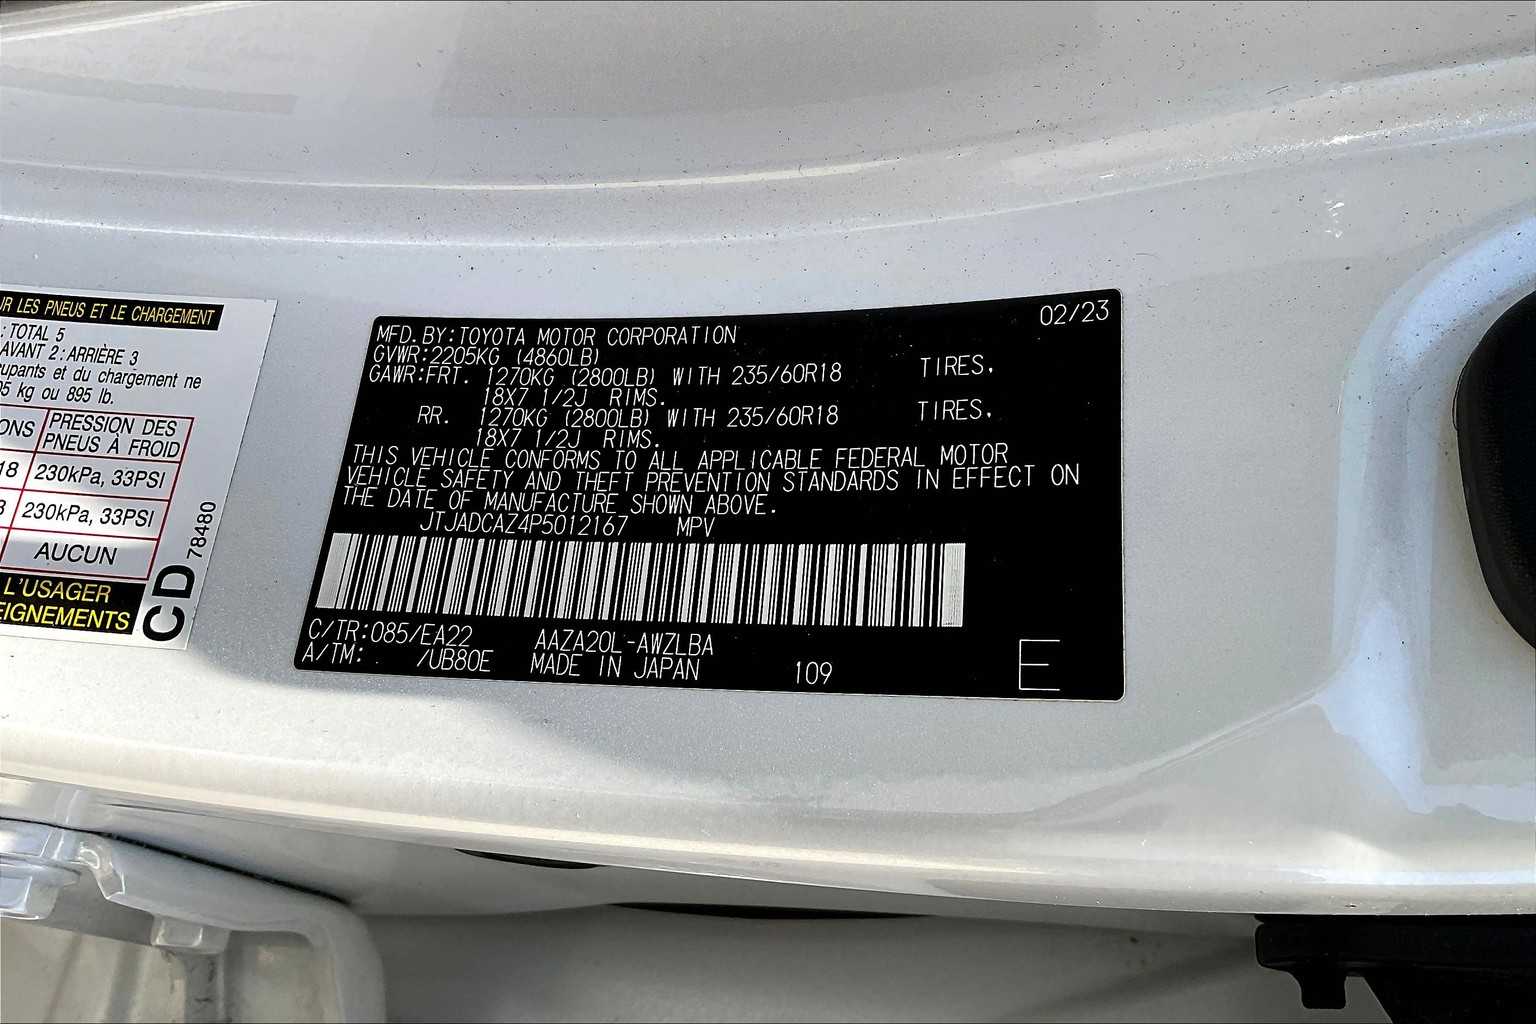 UR LES PNEUS ET LE CHARGEMENT
: TOTAL 5
AVANT 2 : ARRIÈRE 3
upants et du chargement ne
95 kg ou 895 lb.
ONS PRESSION DES PNEUS À FROID
18 230kPa, 33PSI
8 230kPa, 33PSI
AUCUN
L'USAGER
EIGNEMENTS
CD 78480
02/23
MFD.BY:TOYOTA MOTOR CORPORATION
GVWR:2205KG (4860LB)
GAWR:FRT. 1270KG (2800LB) WITH 235/60R18 TIRES,
18X7 1/2J RIMS.
RR. 1270KG (2800LB) WITH 235/60R18 TIRES,
18X7 1/2J RIMS.
THIS VEHICLE CONFORMS TO ALL APPLICABLE FEDERAL MOTOR
VEHICLE SAFETY AND THEFT PREVENTION STANDARDS IN EFFECT ON
THE DATE OF MANUFACTURE SHOWN ABOVE.
JTJADCAZ4P5012167 MPV
C/TR:085/EA22 AAZA20L-AWZLBA
A/TM: . /UB80E MADE IN JAPAN 109 E